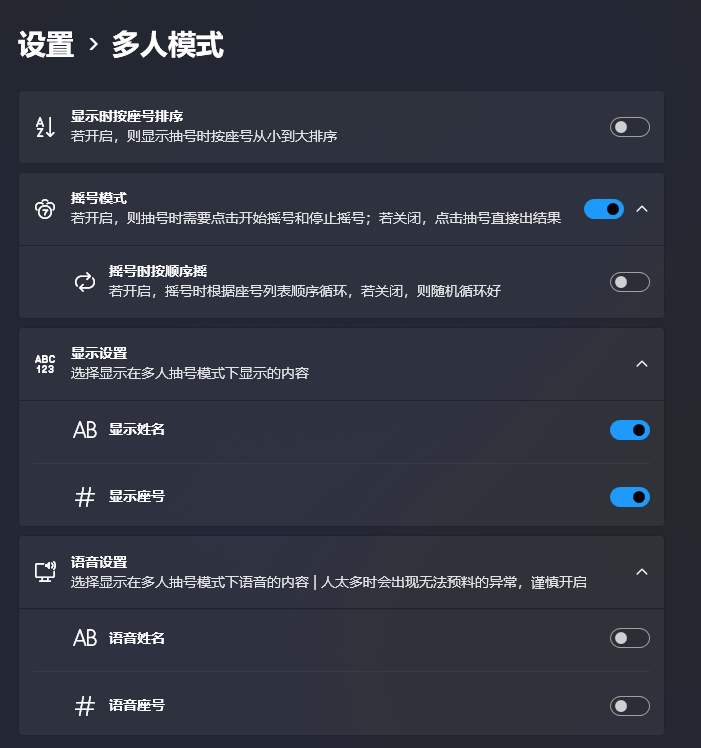 设置 › 多人模式
显示时按座号排序
若开启，则显示抽号时按座号从小到大排序
摇号模式
若开启，则抽号时需要点击开始摇号和停止摇号；若关闭，点击抽号直接出结果
摇号时按顺序摇
若开启，摇号时根据座号列表顺序循环，若关闭，则随机循环好
ABC
123
显示设置
选择显示在多人抽号模式下显示的内容
AB 显示姓名
# 显示座号
语音设置
选择显示在多人抽号模式下语音的内容 | 人太多时会出现无法预料的异常，谨慎开启
AB 语音姓名
# 语音座号